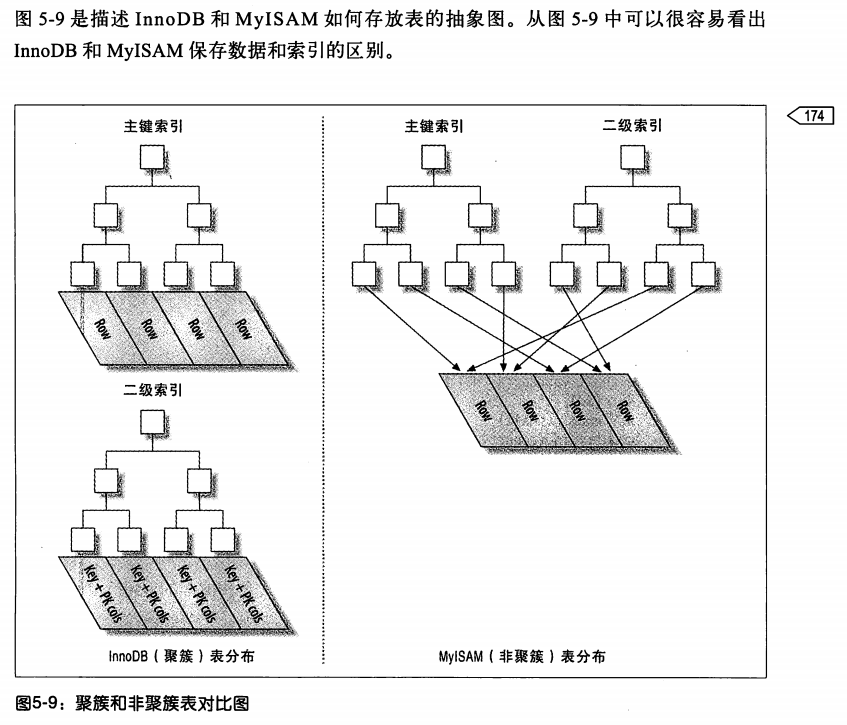 图 5-9 是描述 InnoDB 和 MyISAM 如何存放表的抽象图。从图 5-9 中可以很容易看出
InnoDB 和 MyISAM 保存数据和索引的区别。
174
主键索引
Row
Row
Row
Row
二级索引
Key + PK cols
Key + PK cols
Key + PK cols
Key + PK cols
InnoDB（聚簇）表分布
主键索引
二级索引
Row
Row
Row
Row
MyISAM（非聚簇）表分布
图5-9：聚簇和非聚簇表对比图